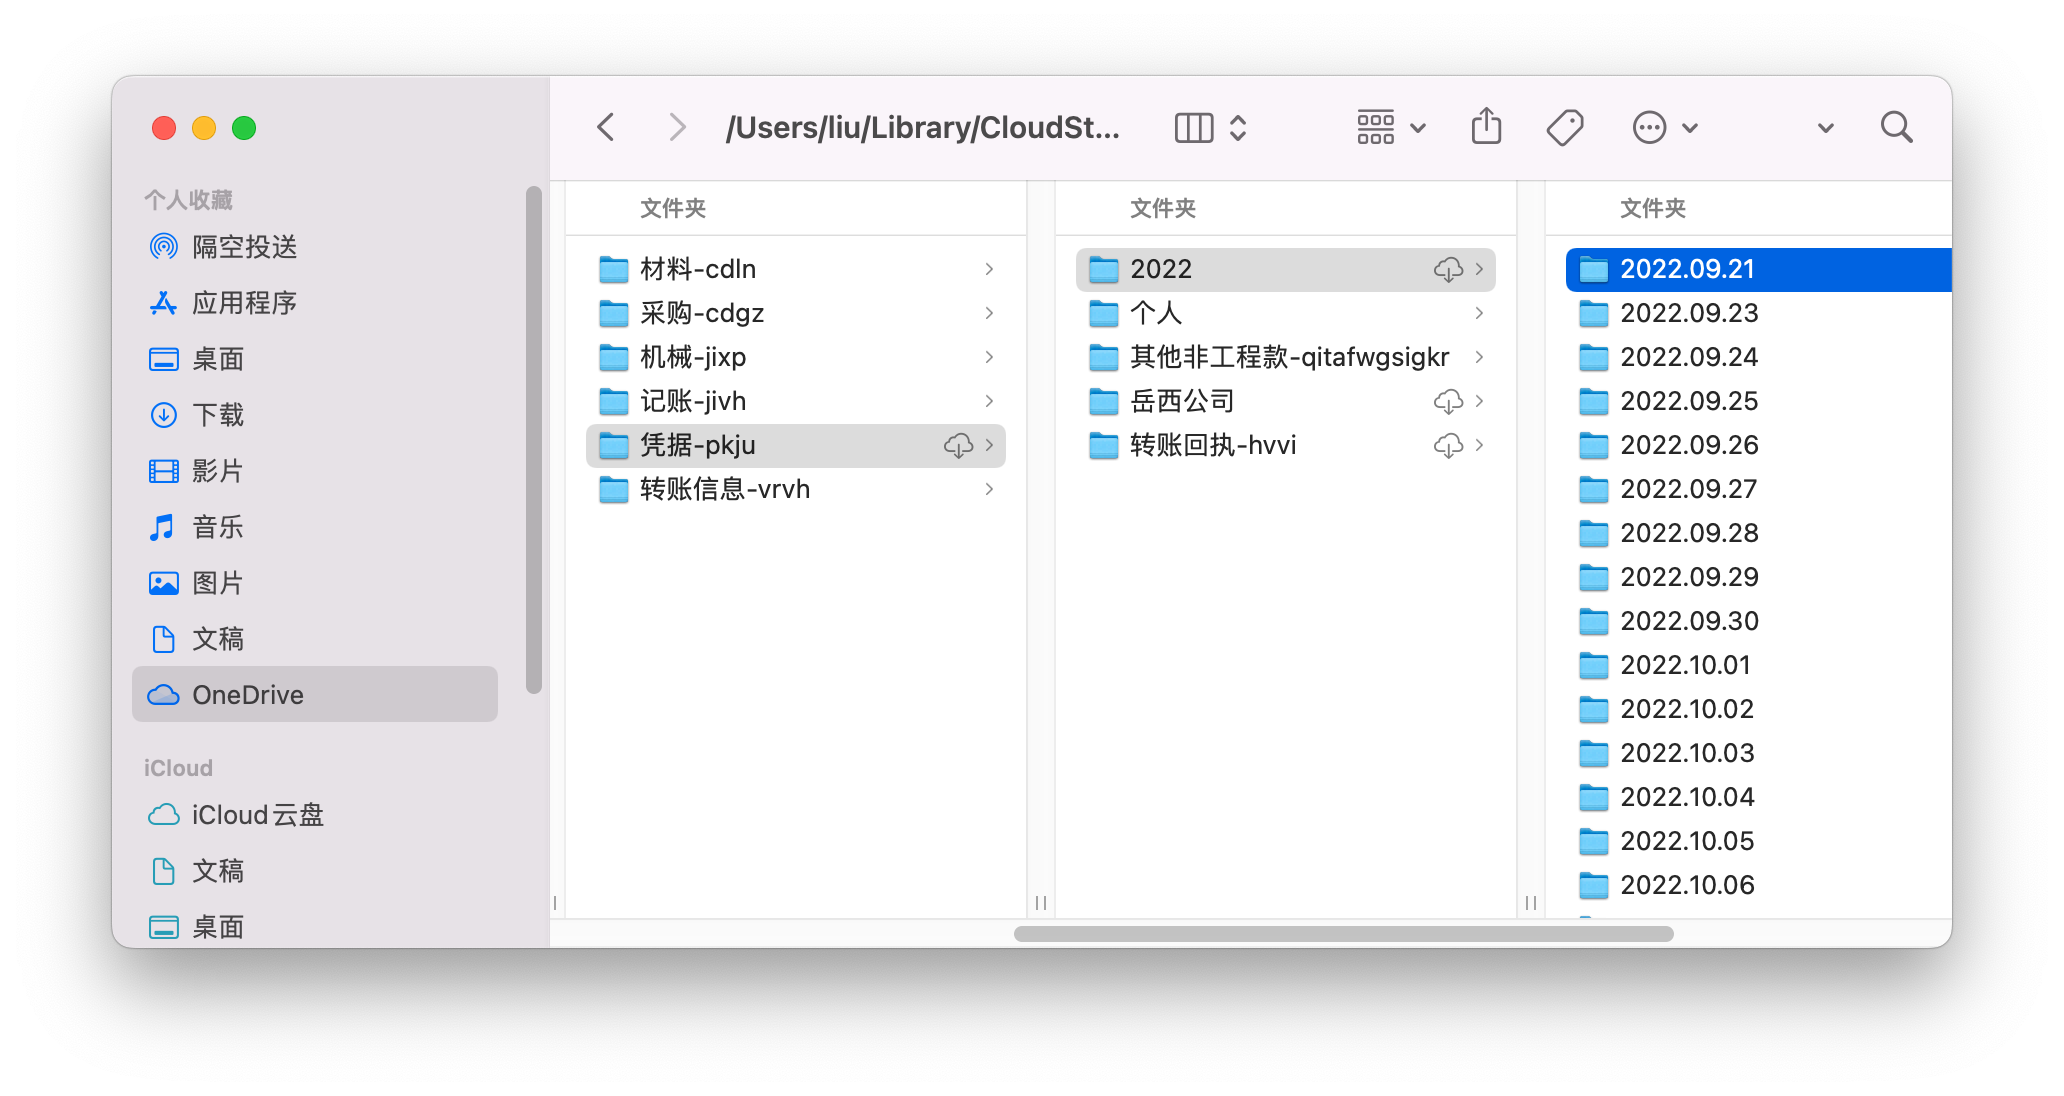 /Users/liu/Library/CloudSt...
个人收藏
隔空投送
应用程序
桌面
下载
影片
音乐
图片
文稿
OneDrive
iCloud
iCloud云盘
文稿
桌面
文件夹
材料-cdln
采购-cdgz
机械-jixp
记账-jivh
凭据-pkju
转账信息-vrvh
文件夹
2022
个人
其他非工程款-qitafwgsigkr
岳西公司
转账回执-hvvi
文件夹
2022.09.21
2022.09.23
2022.09.24
2022.09.25
2022.09.26
2022.09.27
2022.09.28
2022.09.29
2022.09.30
2022.10.01
2022.10.02
2022.10.03
2022.10.04
2022.10.05
2022.10.06